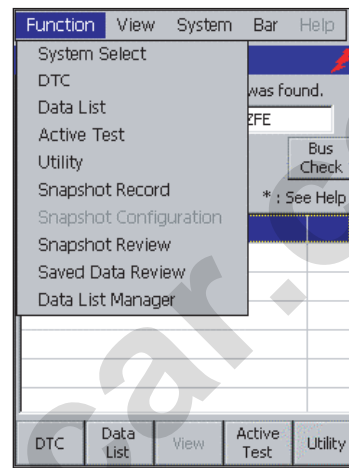 Function View System Bar Help
System Select
DTC
was found.
Data List
ZFE
Active Test
Utility
Bus Check
Snapshot Record
* : See Help
Snapshot Configuration
Snapshot Review
Saved Data Review
Data List Manager
DTC Data List View Active Test Utility